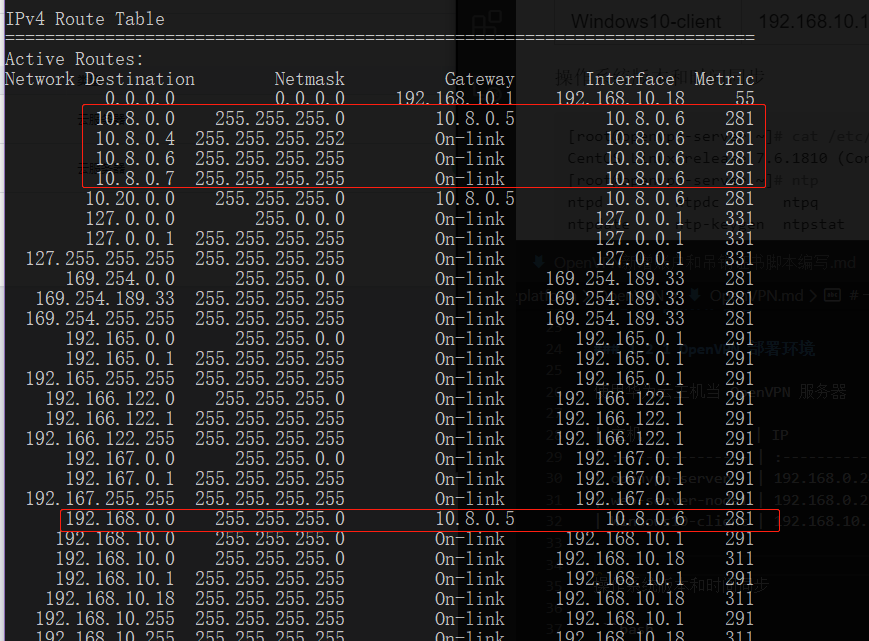 IPv4 Route Table
===========================================================================
Active Routes:
Network Destination        Netmask          Gateway       Interface  Metric
0.0.0.0          0.0.0.0     192.168.10.1    192.168.10.18     55
10.8.0.0    255.255.255.0         10.8.0.5         10.8.0.6    281
10.8.0.4  255.255.255.252         On-link          10.8.0.6    281
10.8.0.6  255.255.255.255         On-link          10.8.0.6    281
10.8.0.7  255.255.255.255         On-link          10.8.0.6    281
10.20.0.0    255.255.255.0         10.8.0.5         10.8.0.6    281
127.0.0.0        255.0.0.0         On-link         127.0.0.1    331
127.0.0.1  255.255.255.255         On-link         127.0.0.1    331
127.255.255.255  255.255.255.255         On-link         127.0.0.1    331
169.254.0.0      255.255.0.0         On-link    169.254.189.33    281
169.254.189.33  255.255.255.255         On-link    169.254.189.33    281
169.254.255.255  255.255.255.255         On-link    169.254.189.33    281
192.165.0.0      255.255.0.0         On-link       192.165.0.1    291
192.165.0.1  255.255.255.255         On-link       192.165.0.1    291
192.165.255.255  255.255.255.255         On-link       192.165.0.1    291
192.166.122.0    255.255.255.0         On-link     192.166.122.1    291
192.166.122.1  255.255.255.255         On-link     192.166.122.1    291
192.166.122.255  255.255.255.255         On-link     192.166.122.1    291
192.167.0.0      255.255.0.0         On-link       192.167.0.1    291
192.167.0.1  255.255.255.255         On-link       192.167.0.1    291
192.167.255.255  255.255.255.255         On-link       192.167.0.1    291
192.168.0.0    255.255.255.0         10.8.0.5         10.8.0.6    281
192.168.10.0    255.255.255.0         On-link      192.168.10.1    291
192.168.10.0    255.255.255.0         On-link     192.168.10.18    311
192.168.10.1  255.255.255.255         On-link      192.168.10.1    291
192.168.10.18  255.255.255.255         On-link     192.168.10.18    311
192.168.10.255  255.255.255.255         On-link      192.168.10.1    291
192.168.10.255  255.255.255.255         On-link     192.168.10.18    311
Windows10-client 192.168.10.1